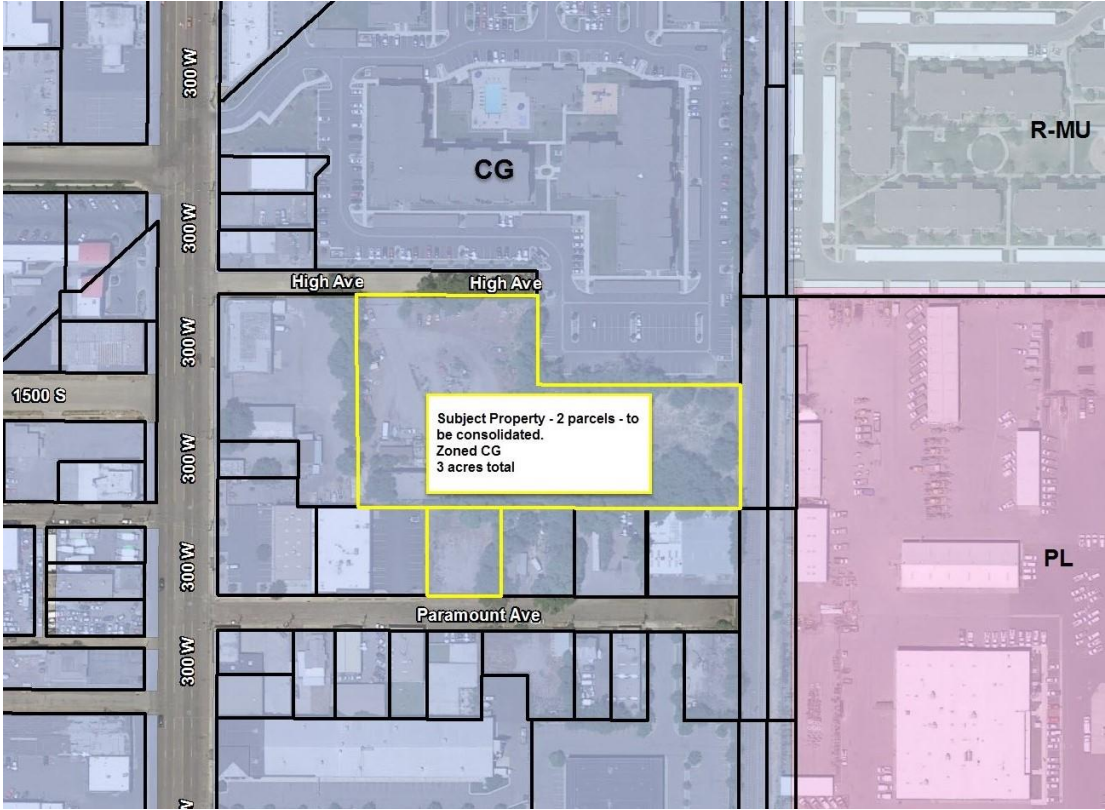 300 W
R-MU
CG
300 W
High Ave
High Ave
300 W
1500 S
Subject Property - 2 parcels - to
be consolidated.
Zoned CG
3 acres total
300 W
300 W
PL
Paramount Ave
300 W
W